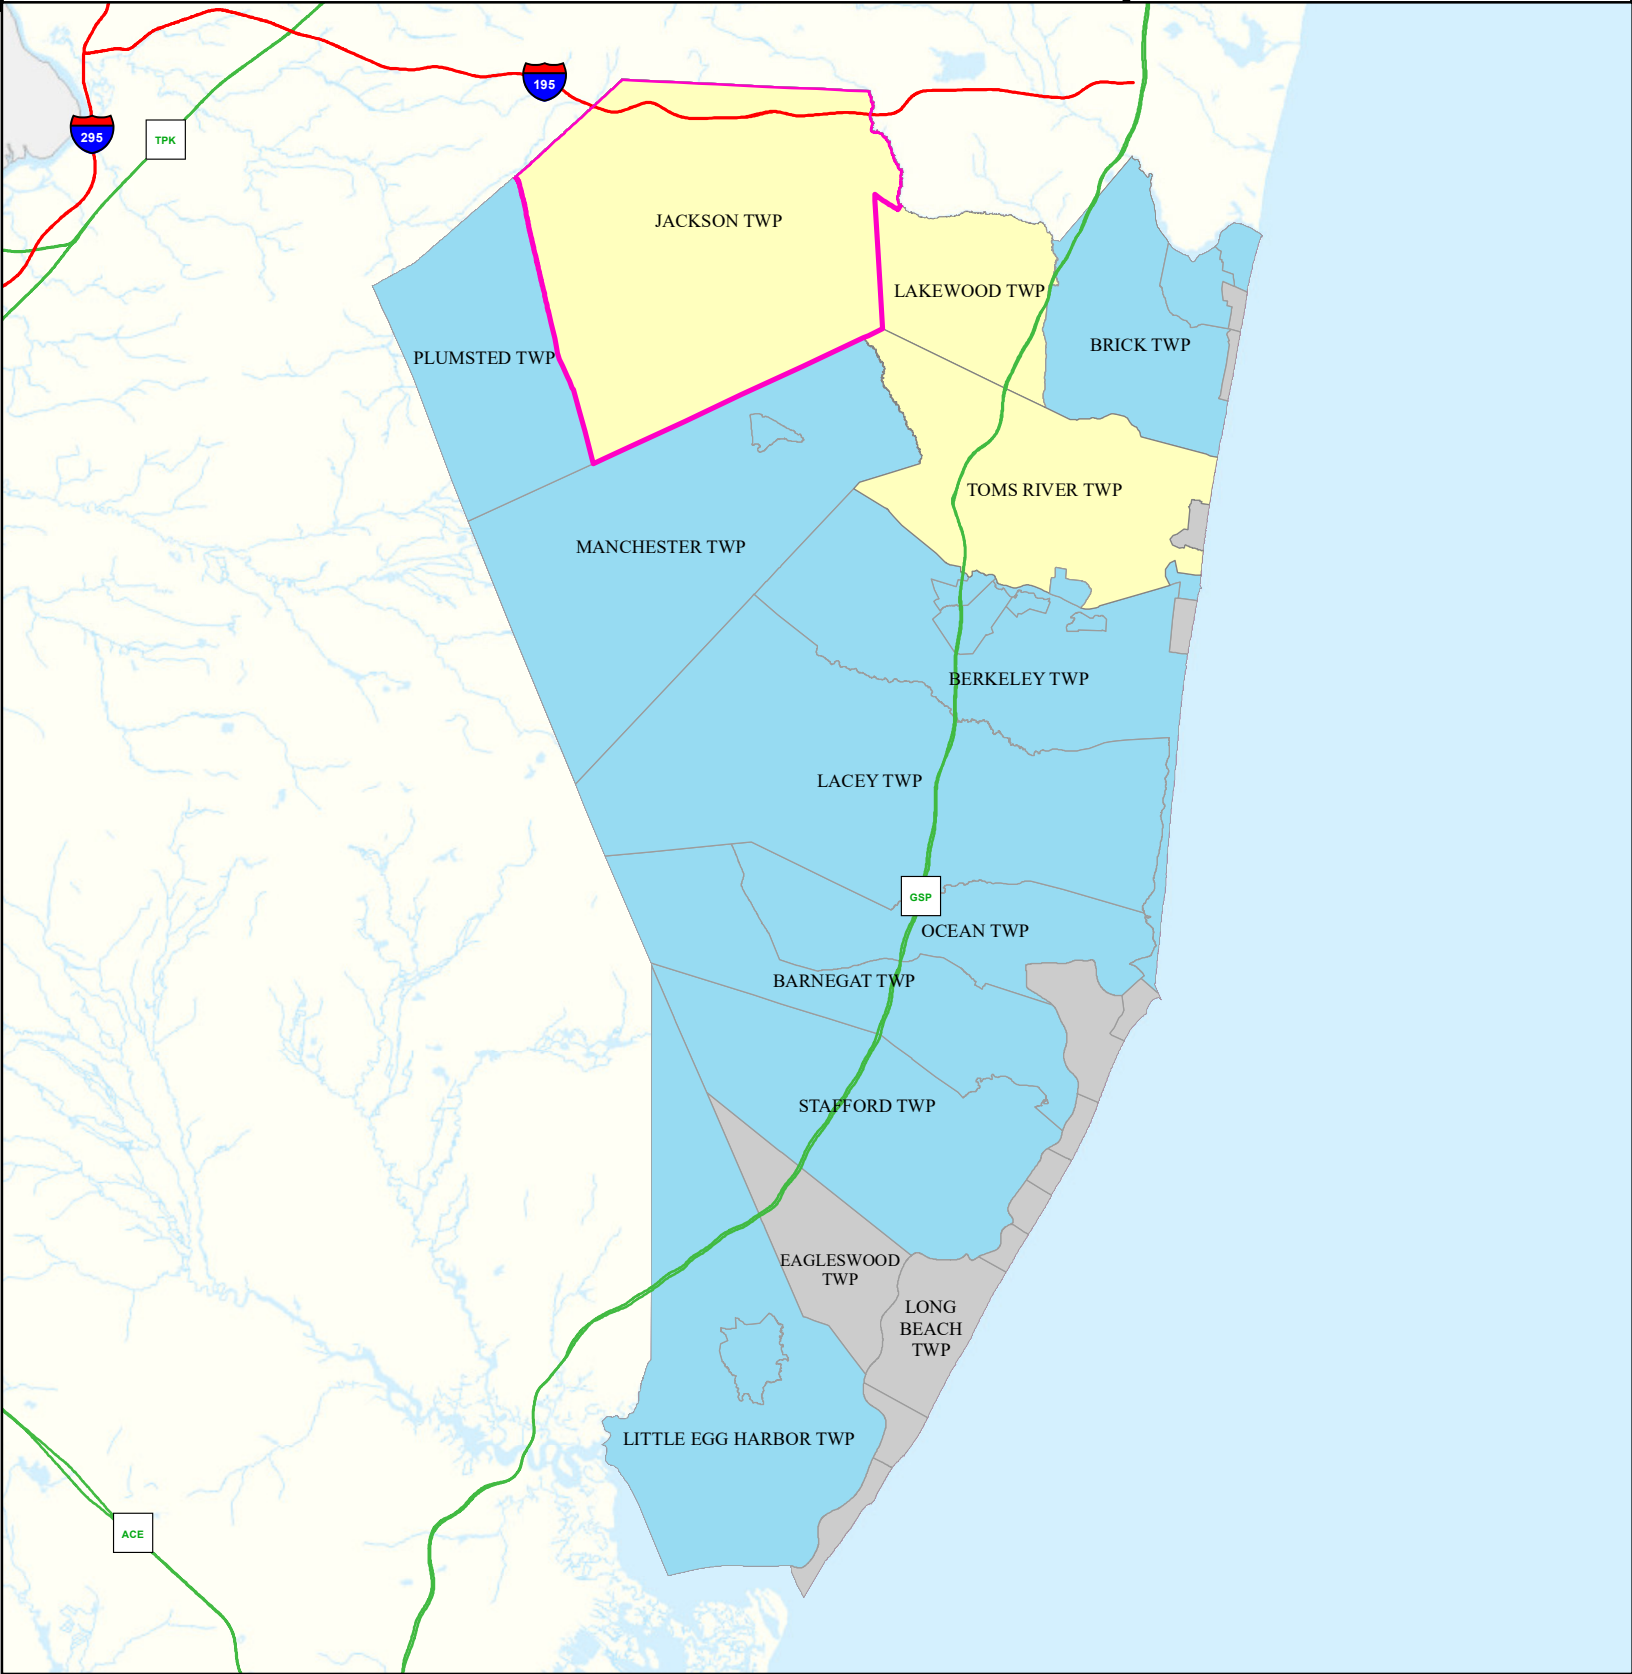 195
295
TPK
JACKSON TWP
LAKEWOOD TWP
BRICK TWP
PLUMSTED TWP
TOMS RIVER TWP
MANCHESTER TWP
BERKELEY TWP
LACEY TWP
GSP
OCEAN TWP
BARNEGAT TWP
STAFFORD TWP
EAGLESWOOD
TWP
LONG
BEACH
TWP
LITTLE EGG HARBOR TWP
ACE